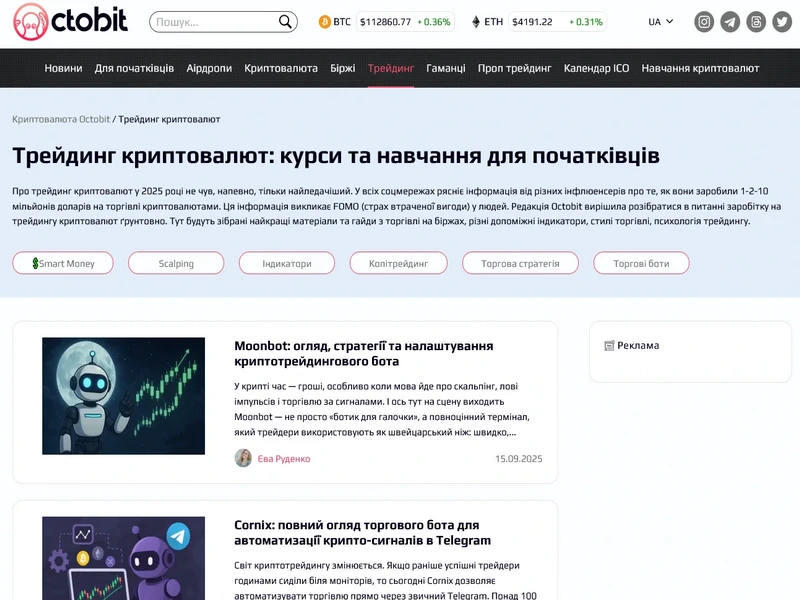 ctobit
Пошук...
BTC $112860.77 + 0.36%
ETH $4191.22 + 0.31%
UA
Новини Для початківців Аірдропи Криптовалюта Біржі Трейдинг Гаманці Проп трейдинг Календар ICO Навчання криптовалют
Криптовалюта Octobit / Трейдинг криптовалют
Трейдинг криптовалют: курси та навчання для початківців
Про трейдинг криптовалют у 2025 році не чув, напевно, тільки найледачіший. У всіх соцмережах рясніє інформація від різних інфлюенсерів про те, як вони заробили 1-2-10
мільйонів доларів на торгівлі криптовалютами. Ця інформація викликає FOMO (страх втраченої вигоди) у людей. Редакція Octobit вирішила розібратися в питанні заробітку на
трейдингу криптовалют ґрунтовно. Тут будуть зібрані найкращі матеріали та гайди з торгівлі на біржах, різні допоміжні індикатори, стилі торгівлі, психологія трейдингу.
Smart Money Scalping Індикатори Копітрейдинг Торгова стратегія Торгові боти
Moonbot: огляд, стратегії та налаштування
криптотрейдингового бота
У крипті час — гроші, особливо коли мова йде про скальпінг, лові
імпульсів і торгівлю за сигналами. І ось тут на сцену виходить
Moonbot — не просто «ботик для галочки», а повноцінний термінал,
який трейдери використовують як швейцарський ніж: швидко,...
Єва Руденко 15.09.2025
Реклама
Cornix: повний огляд торгового бота для
автоматизації крипто-сигналів в Telegram
Світ криптотрейдингу змінюється. Якщо раніше успішні трейдери
годинами сиділи біля моніторів, то сьогодні Cornix дозволяє
автоматизувати торгівлю прямо через звичний Telegram. Понад 100